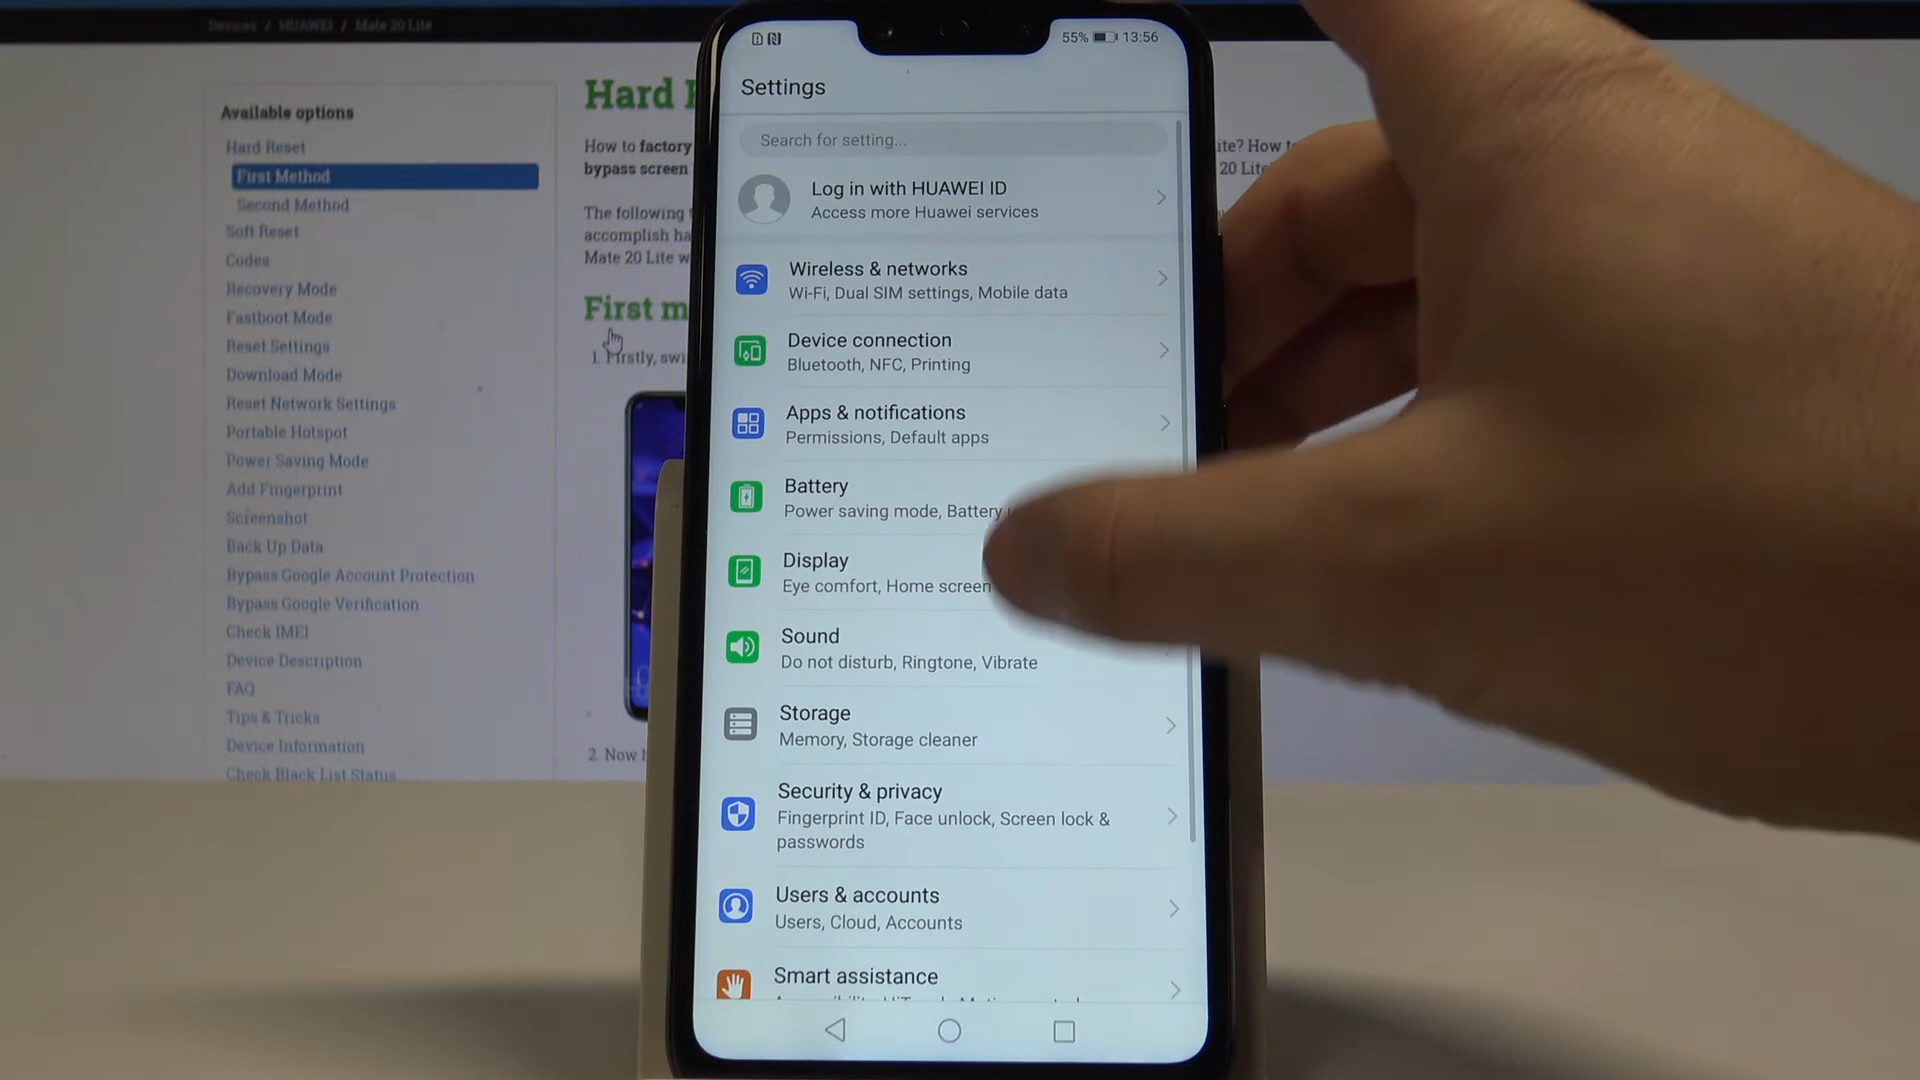 Devices / HUAWEI / Mate 20 Lite
Available options
Hard Reset
First Method
Second Method
Soft Reset
Codes
Recovery Mode
Fastboot Mode
Reset Settings
Download Mode
Reset Network Settings
Portable Hotspot
Power Saving Mode
Add Fingerprint
Screenshot
Back Up Data
Bypass Google Account Protection
Bypass Google Verification
Check IMEI
Device Description
FAQ
Tips & Tricks
Device Information
Check Black List Status
Hard
How to factory
bypass screen
The following
accomplish ha
Mate 20 Lite w
First m
1. Firstly, swi
2. Now
ite? How t
20 Lite
55% 13:56
Settings
Search for setting...
Log in with HUAWEI ID
Access more Huawei services
Wireless & networks
Wi-Fi, Dual SIM settings, Mobile data
Device connection
Bluetooth, NFC, Printing
Apps & notifications
Permissions, Default apps
Battery
Power saving mode, Battery
Display
Eye comfort, Home screen
Sound
Do not disturb, Ringtone, Vibrate
Storage
Memory, Storage cleaner
Security & privacy
Fingerprint ID, Face unlock, Screen lock &
passwords
Users & accounts
Users, Cloud, Accounts
Smart assistance